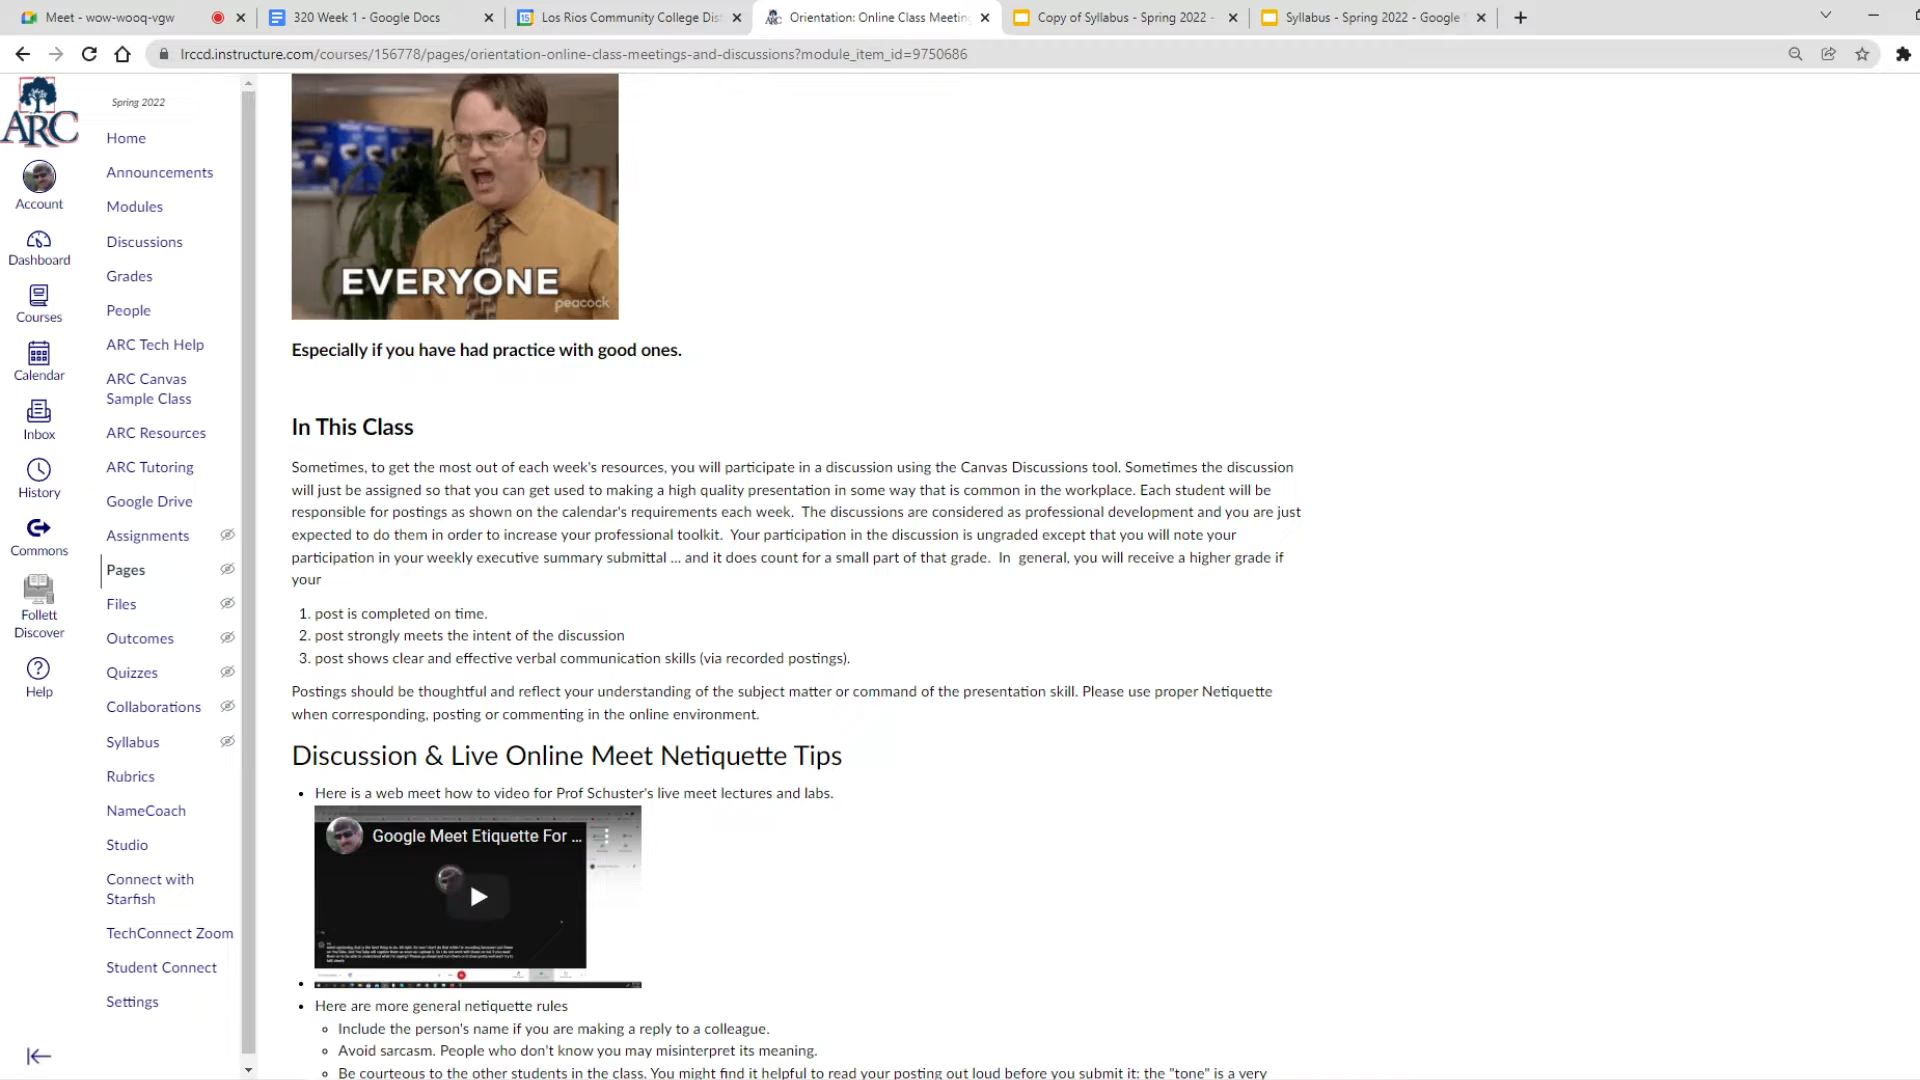 Meet - wow-wooq-vgw
320 Week 1 - Google Docs
Los Rios Community College Dis
Orientation: Online Class Meeting
Copy of Syllabus - Spring 2022 -
Syllabus - Spring 2022 - Google S
lrccd.instructure.com/courses/156778/pages/orientation-online-class-meetings-and-discussions?module_item_id=9750686
ARC
Account
Dashboard
Courses
Calendar
Inbox
History
Commons
Follett
Discover
Help
Spring 2022
Home
Announcements
Modules
Discussions
Grades
People
ARC Tech Help
ARC Canvas
Sample Class
ARC Resources
ARC Tutoring
Google Drive
Assignments
Pages
Files
Outcomes
Quizzes
Collaborations
Syllabus
Rubrics
NameCoach
Studio
Connect with
Starfish
TechConnect Zoom
Student Connect
Settings
EVERYONE
peacock
Especially if you have had practice with good ones.
In This Class
Sometimes, to get the most out of each week's resources, you will participate in a discussion using the Canvas Discussions tool. Sometimes the discussion
will just be assigned so that you can get used to making a high quality presentation in some way that is common in the workplace. Each student will be
responsible for postings as shown on the calendar's requirements each week.  The discussions are considered as professional development and you are just
expected to do them in order to increase your professional toolkit.  Your participation in the discussion is ungraded except that you will note your
participation in your weekly executive summary submittal ... and it does count for a small part of that grade.  In  general, you will receive a higher grade if
your
1. post is completed on time.
2. post strongly meets the intent of the discussion
3. post shows clear and effective verbal communication skills (via recorded postings).
Postings should be thoughtful and reflect your understanding of the subject matter or command of the presentation skill. Please use proper Netiquette
when corresponding, posting or commenting in the online environment.
Discussion & Live Online Meet Netiquette Tips
• Here is a web meet how to video for Prof Schuster's live meet lectures and labs.
Google Meet Etiquette For ...
• Here are more general netiquette rules
Include the person's name if you are making a reply to a colleague.
Avoid sarcasm. People who don't know you may misinterpret its meaning.
Be courteous to the other students in the class. You might find it helpful to read your posting out loud before you submit it: the "tone" is a very